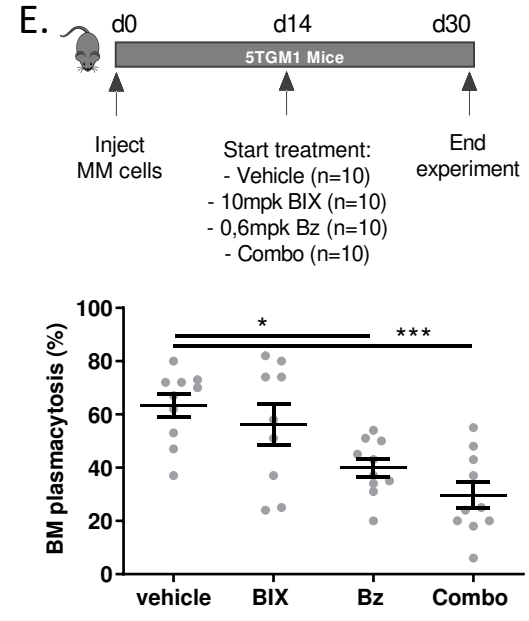 E.
d0 d14 d30
5TGM1 Mice
Inject
MM cells
Start treatment:
- Vehicle (n=10)
- 10mpk BIX (n=10)
- 0,6mpk Bz (n=10)
- Combo (n=10)
End
experiment
BM plasmacytosis (%)
100
80
60
40
20
0
*
***
vehicle BIX Bz Combo